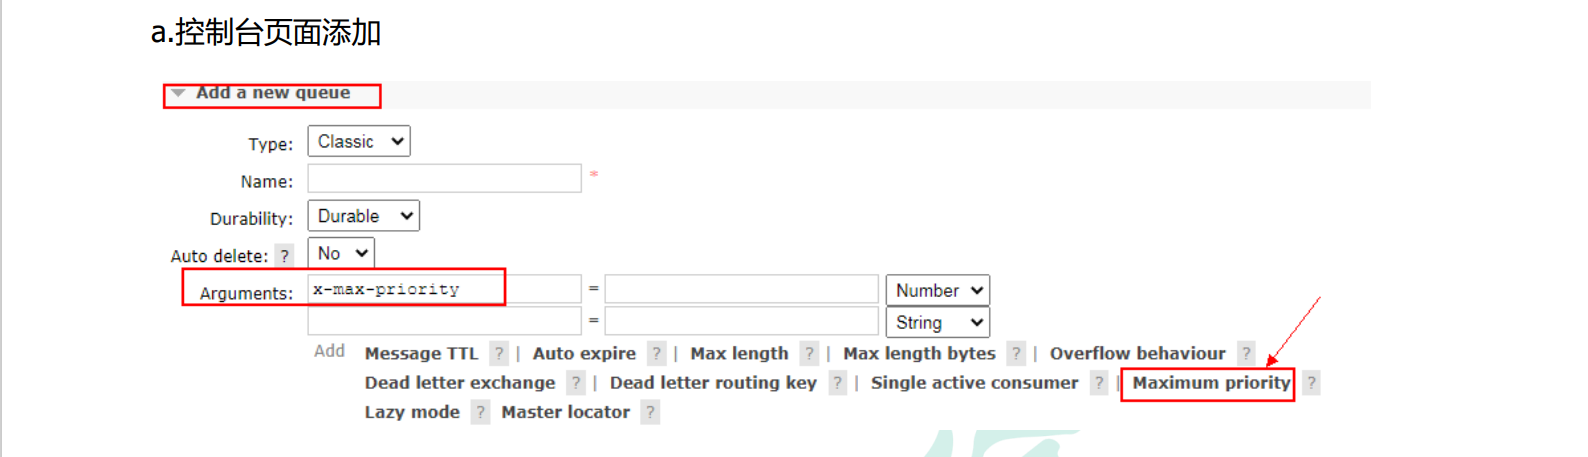 a.控制台页面添加
Add a new queue
Type: Classic
Name: *
Durability: Durable
Auto delete: ? No
Arguments: x-max-priority = Number
= String
Add Message TTL ? | Auto expire ? | Max length ? | Max length bytes ? | Overflow behaviour ?
Dead letter exchange ? | Dead letter routing key ? | Single active consumer ? | Maximum priority ?
Lazy mode ? Master locator ?